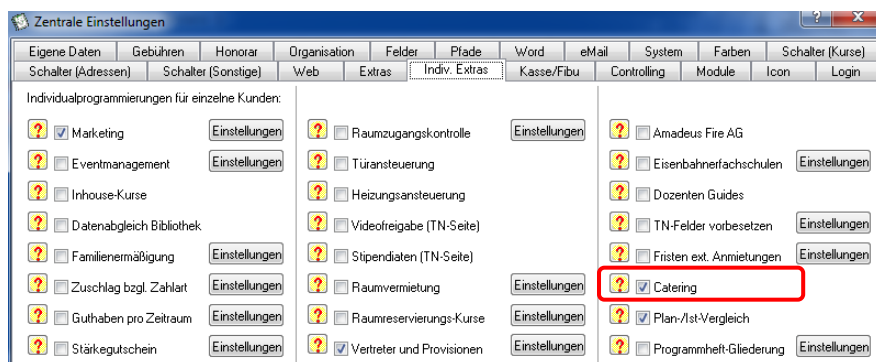 Zentrale Einstellungen
Eigene Daten Gebühren Honorar Organisation Felder Pfade Word eMail System Farben Schalter (Kurse)
Schalter (Adressen) Schalter (Sonstige) Web Extras Indiv. Extras Kasse/Fibu Controlling Module Icon Login
Individualprogrammierungen für einzelne Kunden:
? Marketing Einstellungen ? Raumzugangskontrolle Einstellungen ? Amadeus Fire AG
? Eventmanagement Einstellungen ? Türansteuerung ? Eisenbahnerfachschulen Einstellungen
? Inhouse-Kurse ? Heizungsansteuerung ? Dozenten Guides
? Datenabgleich Bibliothek ? Videofreigabe (TN-Seite) ? TN-Felder vorbesetzen Einstellungen
? Familienermäßigung Einstellungen ? Stipendiaten (TN-Seite) ? Fristen ext. Anmietungen Einstellungen
? Zuschlag bzgl. Zahlart Einstellungen ? Raumvermietung Einstellungen ? Catering
? Guthaben pro Zeitraum Einstellungen ? Raumreservierungs-Kurse Einstellungen ? Plan-/Ist-Vergleich
? Stärkegutschein Einstellungen ? Vertreter und Provisionen Einstellungen ? Programmheft-Gliederung Einstellungen